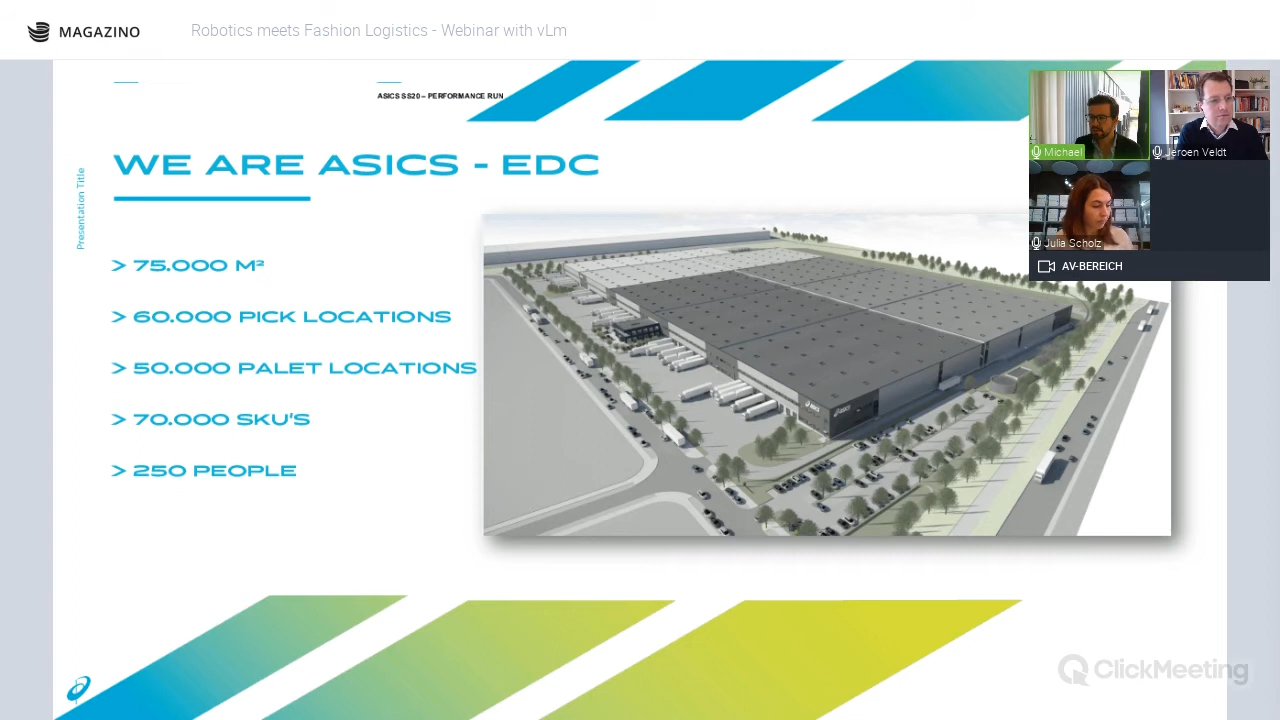 MAGAZINO
Robotics meets Fashion Logistics - Webinar with vLm
ASICS SS20 – PERFORMANCE RUN
WE ARE ASICS - EDC
Presentation Title
> 75.000 M²
> 60.000 PICK LOCATIONS
> 50.000 PALET LOCATIONS
> 70.000 SKU'S
> 250 PEOPLE
asics
asics
Michael
Jeroen Veldt
Julia Scholz
AV-BEREICH
ClickMeeting